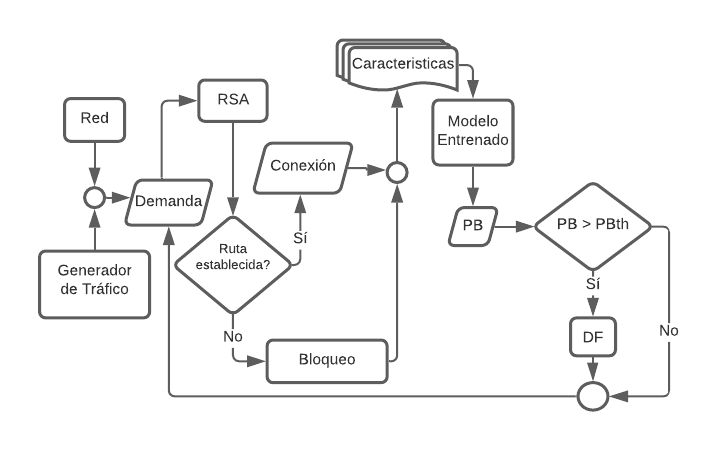 Caracteristicas
RSA
Red
Modelo
Entrenado
Conexión
Demanda
PB
PB > PBth
Ruta
establecida?
Sí
Generador
de Tráfico
Sí
No
Bloqueo
DF
No